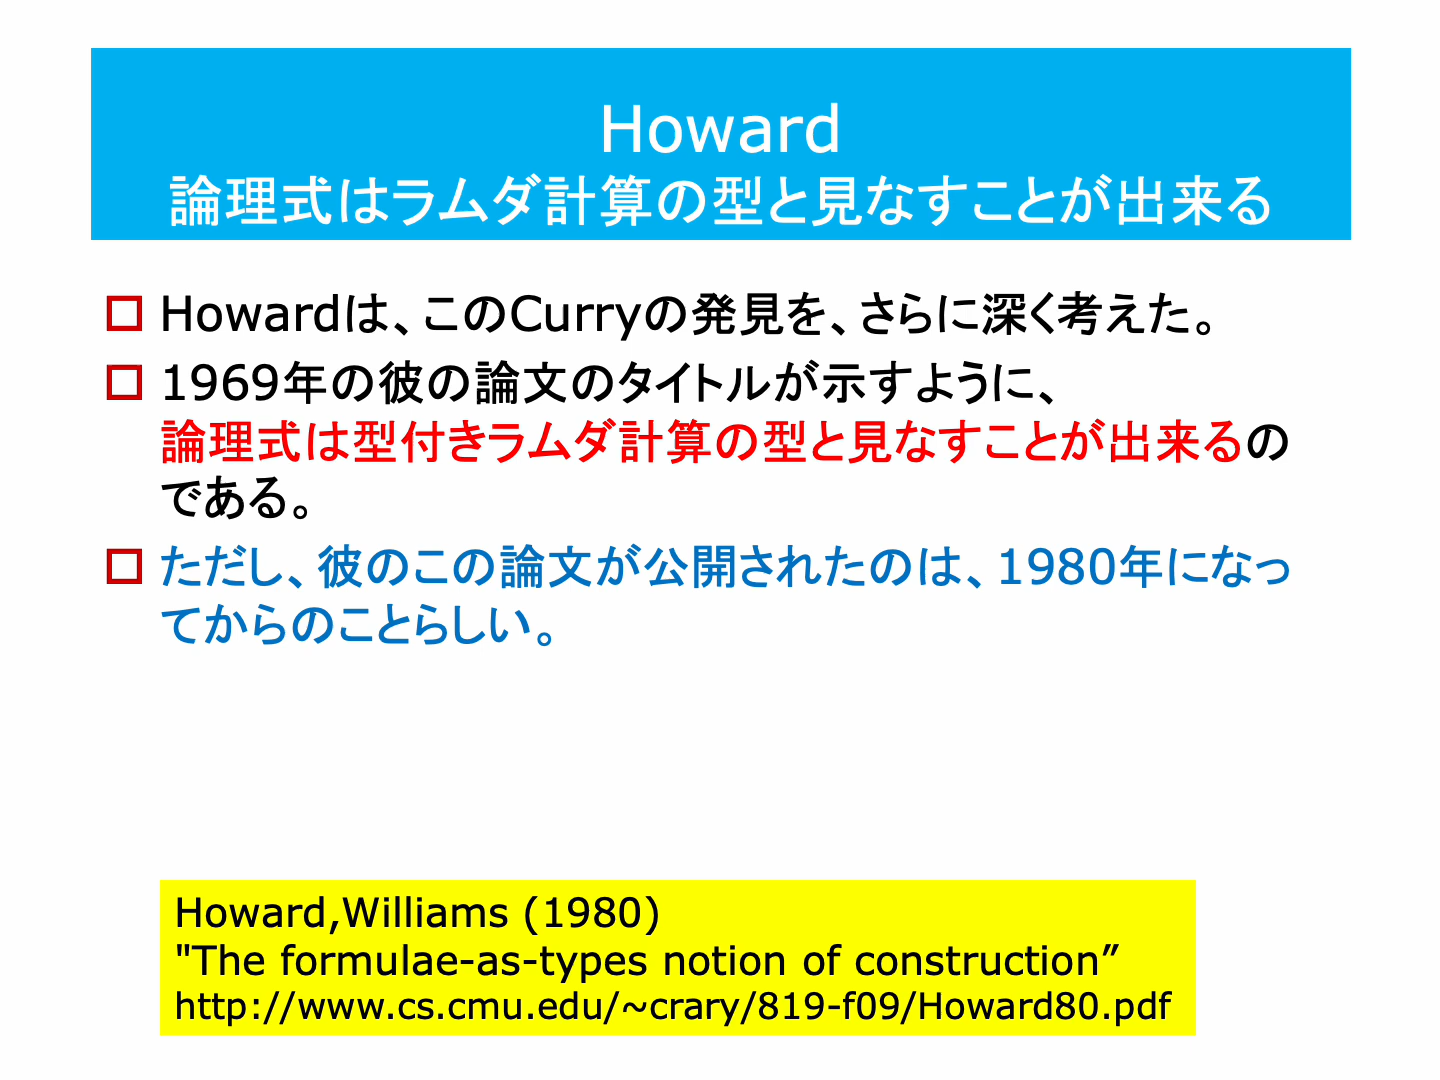 Howard
論理式はラムダ計算の型と見なすことが出来る
Howardは、このCurryの発見を、さらに深く考えた。
1969年の彼の論文のタイトルが示すように、
論理式は型付きラムダ計算の型と見なすことが出来るの
である。
ただし、彼のこの論文が公開されたのは、1980年になっ
てからのことらしい。
Howard,Williams (1980)
"The formulae-as-types notion of construction”
http://www.cs.cmu.edu/~crary/819-f09/Howard80.pdf